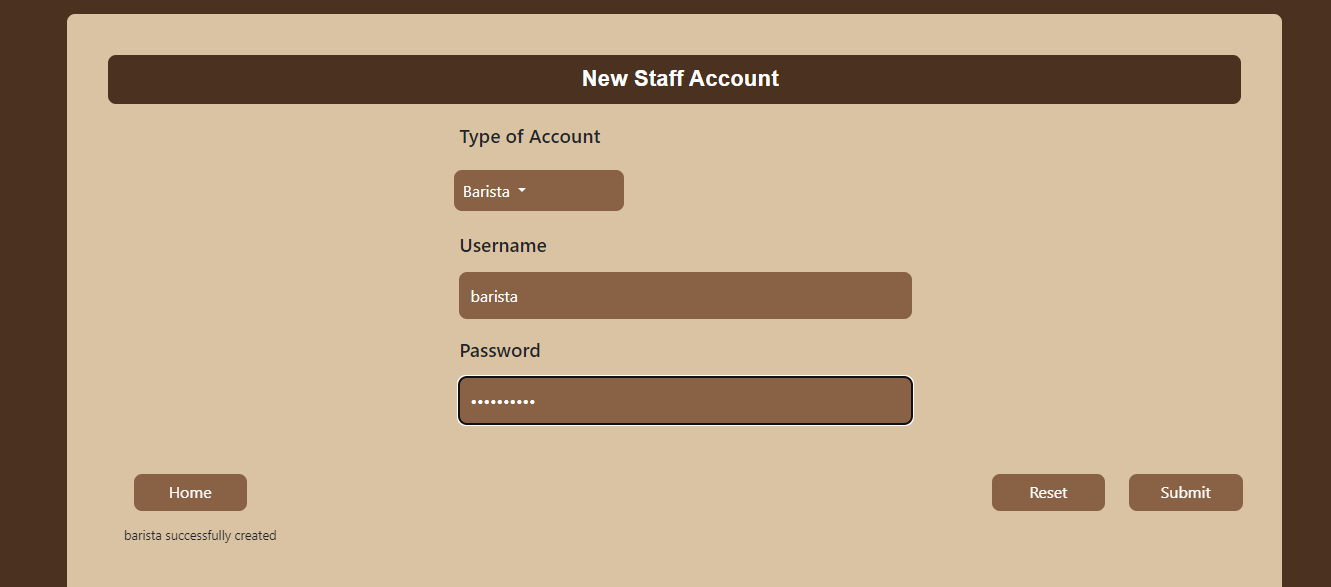 New Staff Account
Type of Account
Barista
Username
barista
Password
••••••••••
Home
Reset
Submit
barista successfully created